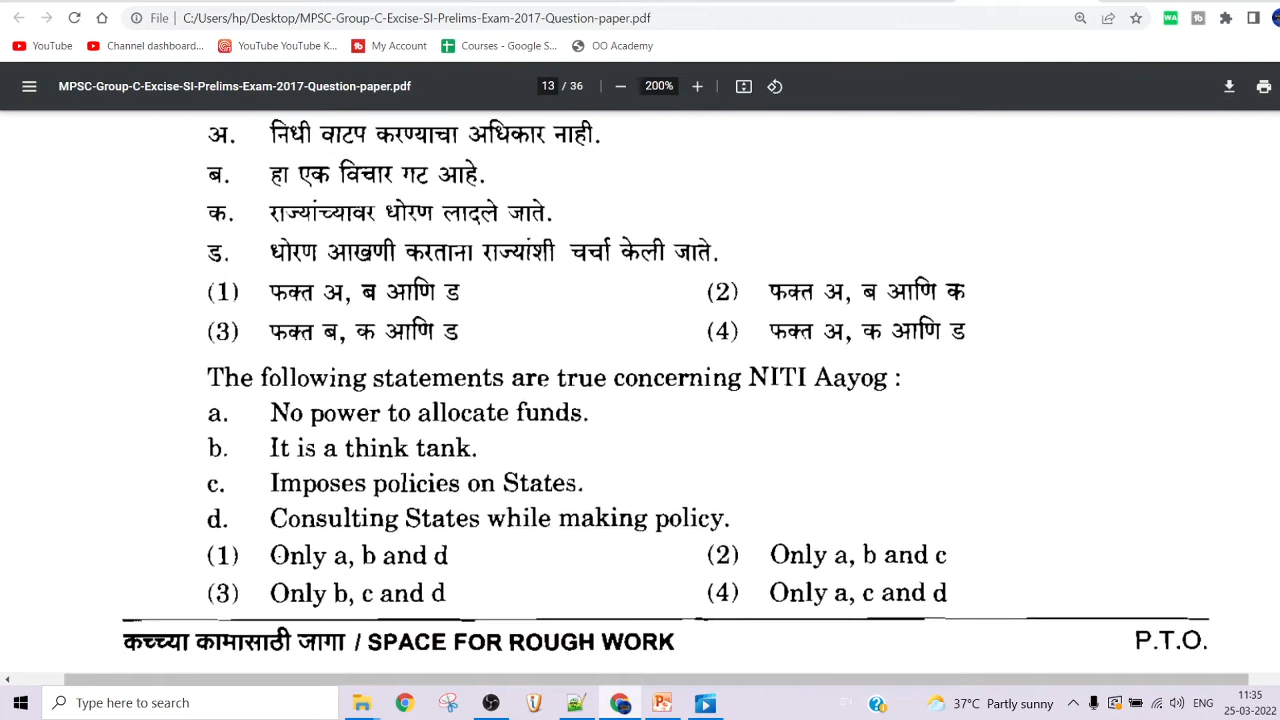 File | C:/Users/hp/Desktop/MPSC-Group-C-Excise-SI-Prelims-Exam-2017-Question-paper.pdf
YouTube Channel dashboard... YouTube YouTube K... My Account Courses - Google S... OO Academy
MPSC-Group-C-Excise-SI-Prelims-Exam-2017-Question-paper.pdf 13 / 36 200%
अ. निधी वाटप करण्याचा अधिकार नाही.
ब. हा एक विचार गट आहे.
क. राज्यांच्यावर धोरण लादले जाते.
ड. धोरण आखणी करताना राज्यांशी चर्चा केली जाते.
(1) फक्त अ, ब आणि ड (2) फक्त अ, ब आणि क
(3) फक्त ब, क आणि ड (4) फक्त अ, क आणि ड
The following statements are true concerning NITI Aayog :
a. No power to allocate funds.
b. It is a think tank.
c. Imposes policies on States.
d. Consulting States while making policy.
(1) Only a, b and d (2) Only a, b and c
(3) Only b, c and d (4) Only a, c and d
कच्च्या कामासाठी जागा / SPACE FOR ROUGH WORK P.T.O.
Type here to search 37°C Partly sunny ENG 11:35
25-03-2022